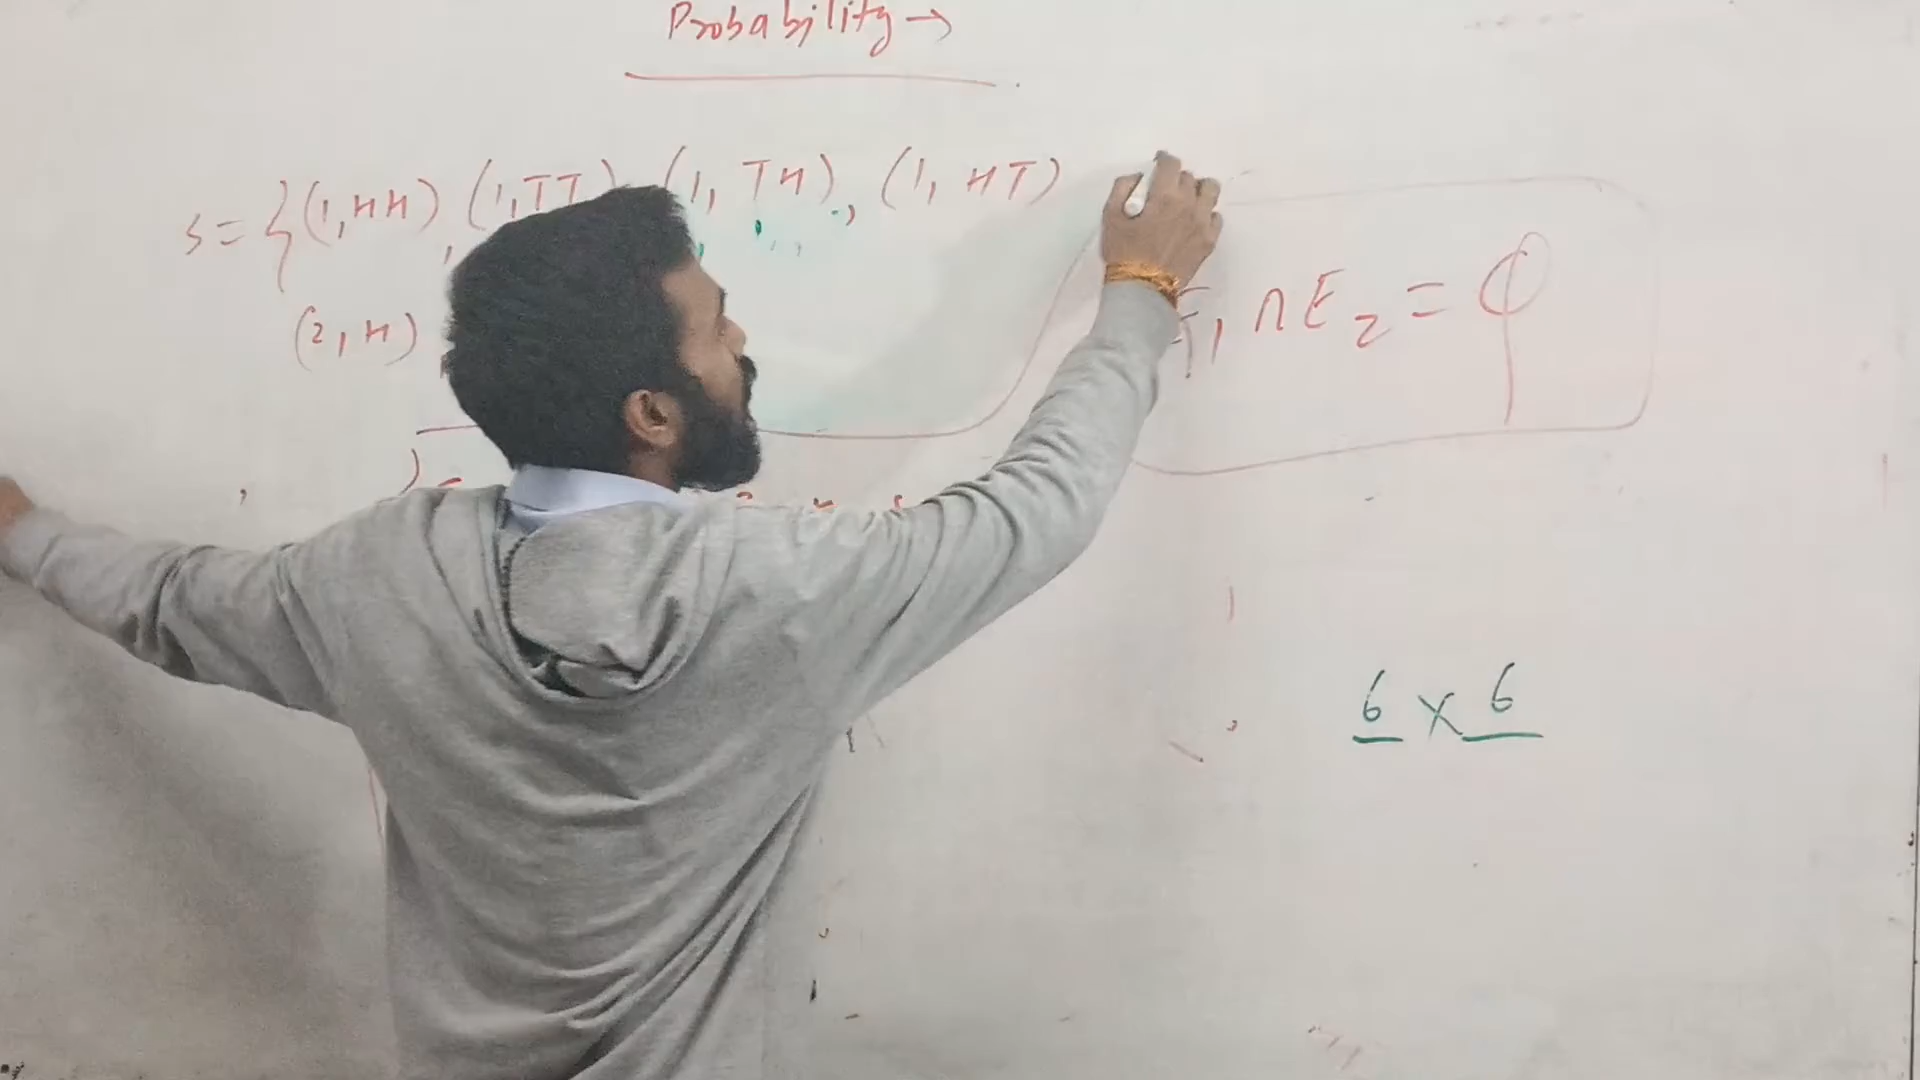 Probability →
S = { (1, HH), (1, TT), (1, TH), (1, HT)
(2, H)
E₁ ∩ E₂ = φ
6 × 6